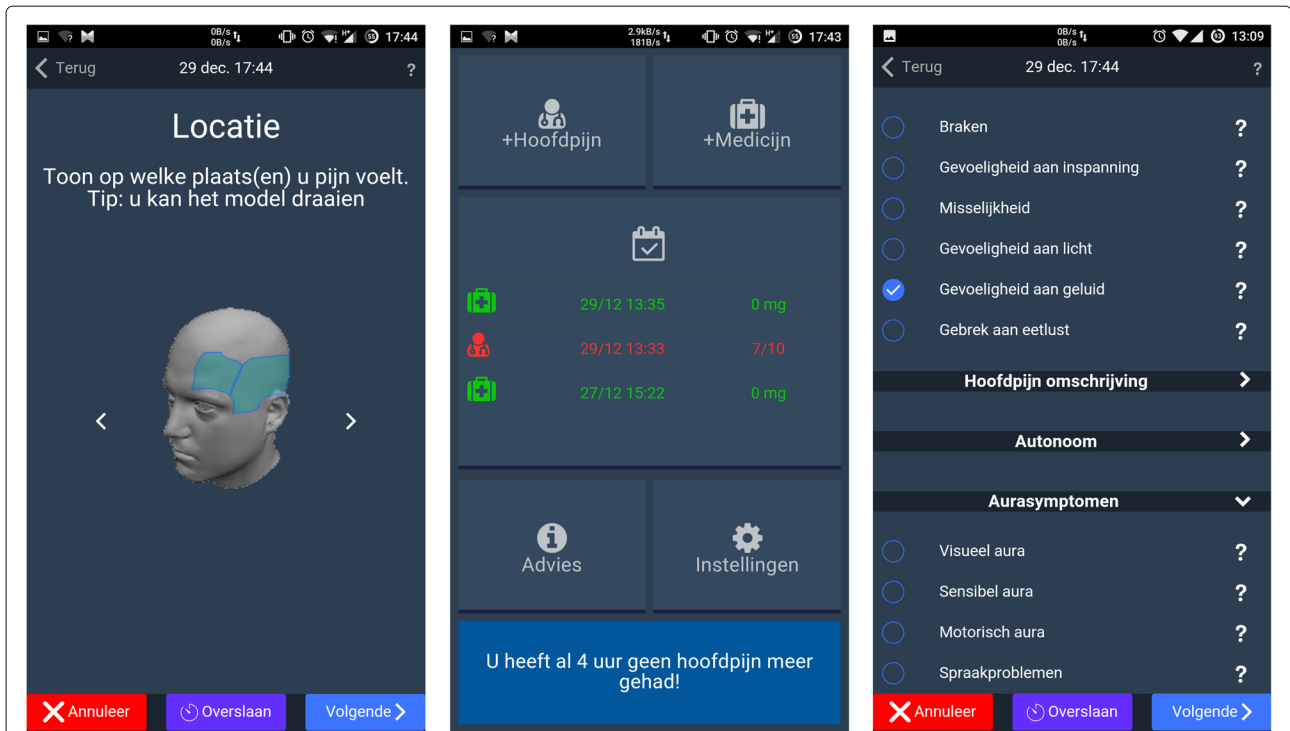 0B/s
0B/s
55
17:44
Terug
29 dec. 17:44
?
Locatie
Toon op welke plaats(en) u pijn voelt.
Tip: u kan het model draaien
Annuleer
Overslaan
Volgende
2.9kB/s
181B/s
55
17:43
+Hoofdpijn
+Medicijn
29/12 13:35
0 mg
29/12 13:33
7/10
27/12 15:22
0 mg
Advies
Instellingen
U heeft al 4 uur geen hoofdpijn meer
gehad!
0B/s
0B/s
13:09
Terug
29 dec. 17:44
?
Braken ?
Gevoeligheid aan inspanning ?
Misselijkheid ?
Gevoeligheid aan licht ?
Gevoeligheid aan geluid ?
Gebrek aan eetlust ?
Hoofdpijn omschrijving
Autonoom
Aurasymptomen
Visueel aura ?
Sensibel aura ?
Motorisch aura ?
Spraakproblemen ?
Annuleer
Overslaan
Volgende